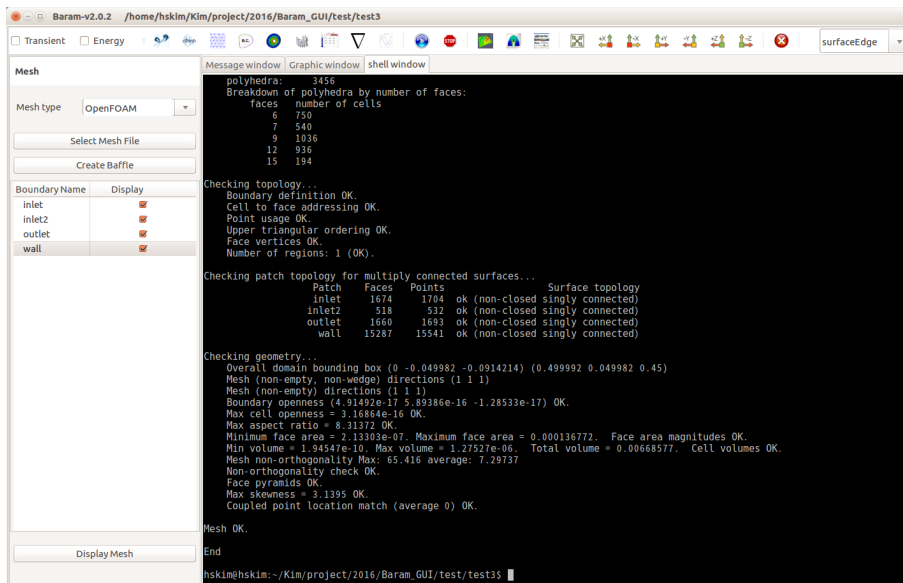 Baram-v2.0.2 /home/hskim/Kim/project/2016/Baram_GUI/test/test3
Transient Energy B.C. STOP +X +X +Y +Y +Z +Z surfaceEdge
Mesh
Mesh type OpenFOAM
Select Mesh File
Create Baffle
Boundary Name Display
inlet
inlet2
outlet
wall
Display Mesh
Message window Graphic window shell window
polyhedra: 3456
Breakdown of polyhedra by number of faces:
faces number of cells
6 750
7 540
9 1036
12 936
15 194
Checking topology...
Boundary definition OK.
Cell to face addressing OK.
Point usage OK.
Upper triangular ordering OK.
Face vertices OK.
Number of regions: 1 (OK).
Checking patch topology for multiply connected surfaces...
Patch Faces Points Surface topology
inlet 1674 1704 ok (non-closed singly connected)
inlet2 518 532 ok (non-closed singly connected)
outlet 1660 1693 ok (non-closed singly connected)
wall 15287 15541 ok (non-closed singly connected)
Checking geometry...
Overall domain bounding box (0 -0.049982 -0.0914214) (0.499992 0.049982 0.45)
Mesh (non-empty, non-wedge) directions (1 1 1)
Mesh (non-empty) directions (1 1 1)
Boundary openness (4.91492e-17 5.89386e-16 -1.28533e-17) OK.
Max cell openness = 3.16864e-16 OK.
Max aspect ratio = 8.31372 OK.
Minimum face area = 2.13303e-07. Maximum face area = 0.000136772. Face area magnitudes OK.
Min volume = 1.94547e-10. Max volume = 1.27527e-06. Total volume = 0.00668577. Cell volumes OK.
Mesh non-orthogonality Max: 65.416 average: 7.29737
Non-orthogonality check OK.
Face pyramids OK.
Max skewness = 3.1395 OK.
Coupled point location match (average 0) OK.
Mesh OK.
End
hskim@hskim:~/Kim/project/2016/Baram_GUI/test/test3$